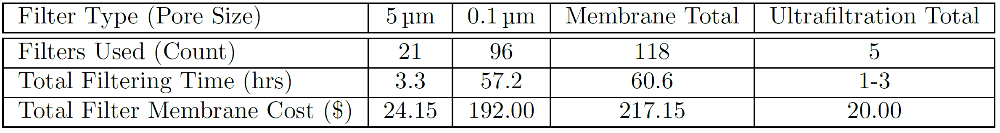 Filter Type (Pore Size) 5 µm 0.1 µm Membrane Total Ultrafiltration Total
Filters Used (Count) 21 96 118 5
Total Filtering Time (hrs) 3.3 57.2 60.6 1-3
Total Filter Membrane Cost ($) 24.15 192.00 217.15 20.00